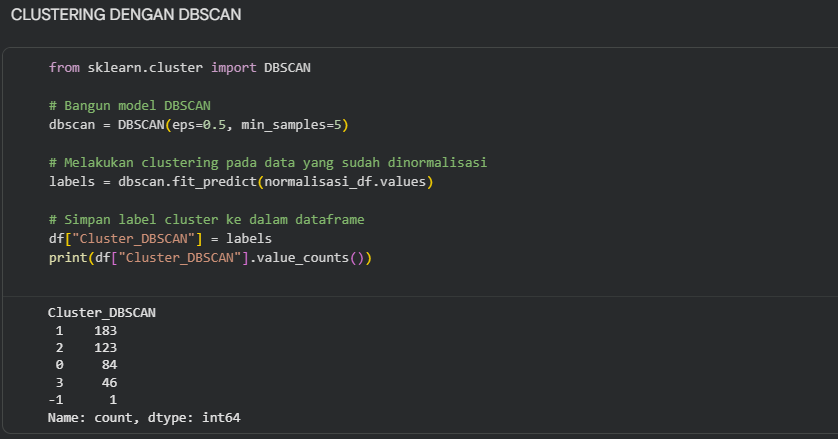 CLUSTERING DENGAN DBSCAN
from sklearn.cluster import DBSCAN
# Bangun model DBSCAN
dbscan = DBSCAN(eps=0.5, min_samples=5)
# Melakukan clustering pada data yang sudah dinormalisasi
labels = dbscan.fit_predict(normalisasi_df.values)
# Simpan label cluster ke dalam dataframe
df["Cluster_DBSCAN"] = labels
print(df["Cluster_DBSCAN"].value_counts())
Cluster_DBSCAN
 1    183
 2    123
 0     84
 3     46
-1      1
Name: count, dtype: int64